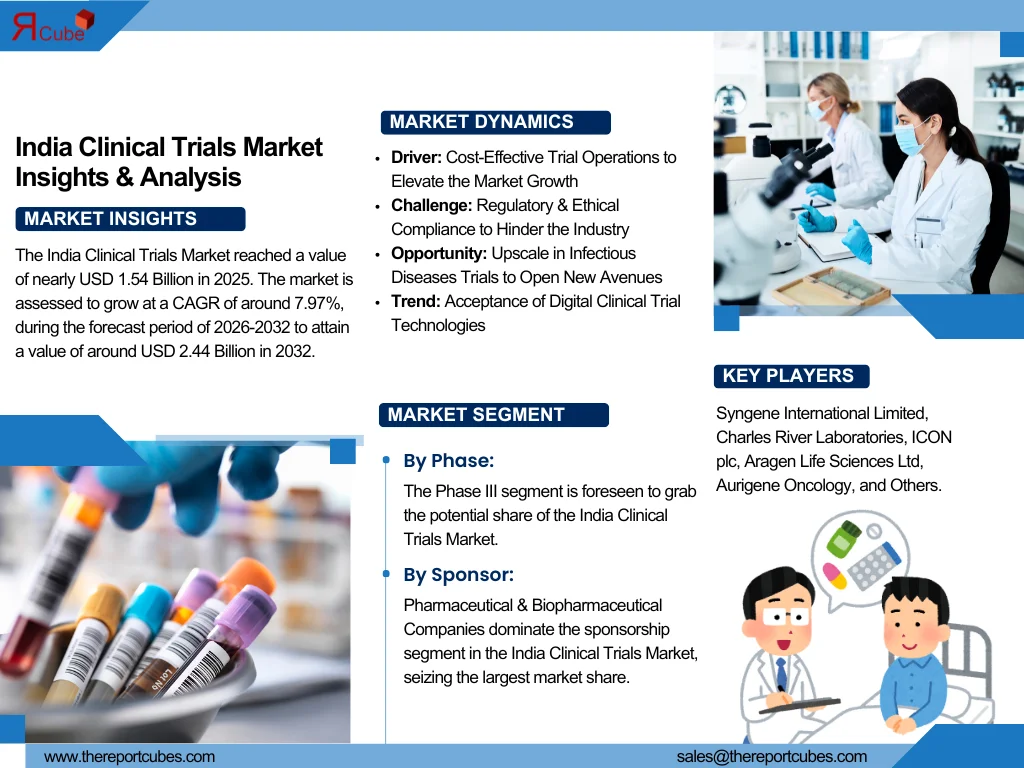 ЯCube
India Clinical Trials Market
Insights & Analysis
MARKET INSIGHTS
The India Clinical Trials Market reached a value
of nearly USD 1.54 Billion in 2025. The market is
assessed to grow at a CAGR of around 7.97%,
during the forecast period of 2026-2032 to attain
a value of around USD 2.44 Billion in 2032.
MARKET DYNAMICS
• Driver: Cost-Effective Trial Operations to
Elevate the Market Growth
• Challenge: Regulatory & Ethical
Compliance to Hinder the Industry
• Opportunity: Upscale in Infectious
Diseases Trials to Open New Avenues
• Trend: Acceptance of Digital Clinical Trial
Technologies
MARKET SEGMENT
By Phase:
The Phase III segment is foreseen to grab
the potential share of the India Clinical
Trials Market.
By Sponsor:
Pharmaceutical & Biopharmaceutical
Companies dominate the sponsorship
segment in the India Clinical Trials Market,
seizing the largest market share.
KEY PLAYERS
Syngene International Limited,
Charles River Laboratories, ICON
plc, Aragen Life Sciences Ltd,
Aurigene Oncology, and Others.
Lot No
www.thereportcubes.com
sales@thereportcubes.com